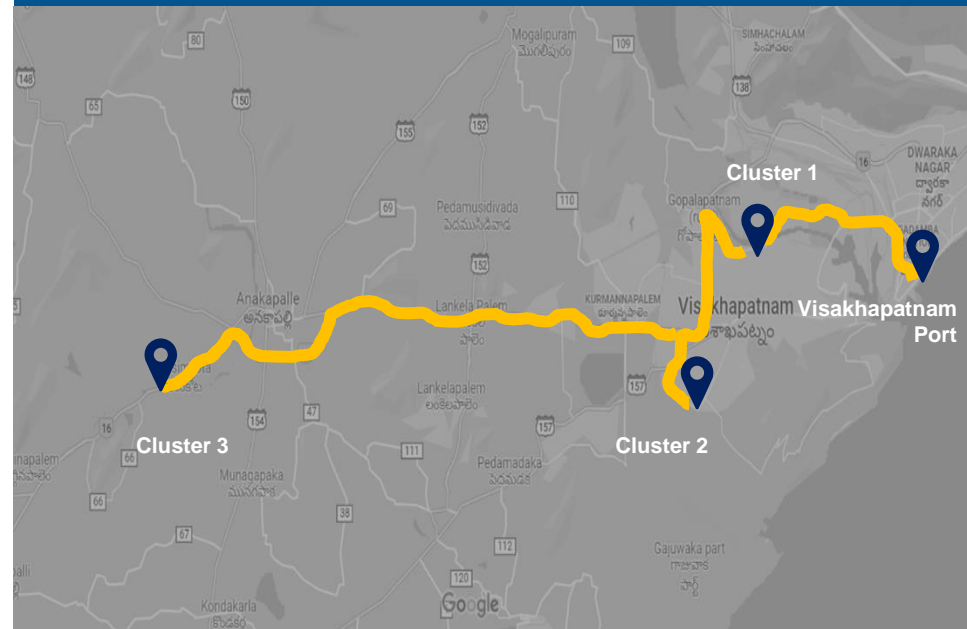 Mogalipuram
మొగలిపురం
SIMHACHALAM
సింహాచలం
80
109
148
138
65
150
155
152
16
DWARAKA
NAGAR
ద్వారకా
నగర్
Cluster 1
69
Pedamusidivada
110
Gopalapatnam
152
Anakapalle
అనకాపల్లి
Lankela Palem
పాలెం
KURMANNAPALEM
Visakhapatnam
Visakhapatnam
Port
Lankelapalem
లంకెలపాలెం
157
16
154
47
157
Cluster 3
Cluster 2
66
111
Munagapaka
మునగపాక
Pedamadaka
పెదమడక
66
38
67
112
Gajuwaka part
గాజువాక
పార్ట్
120
Kondakarla
Google